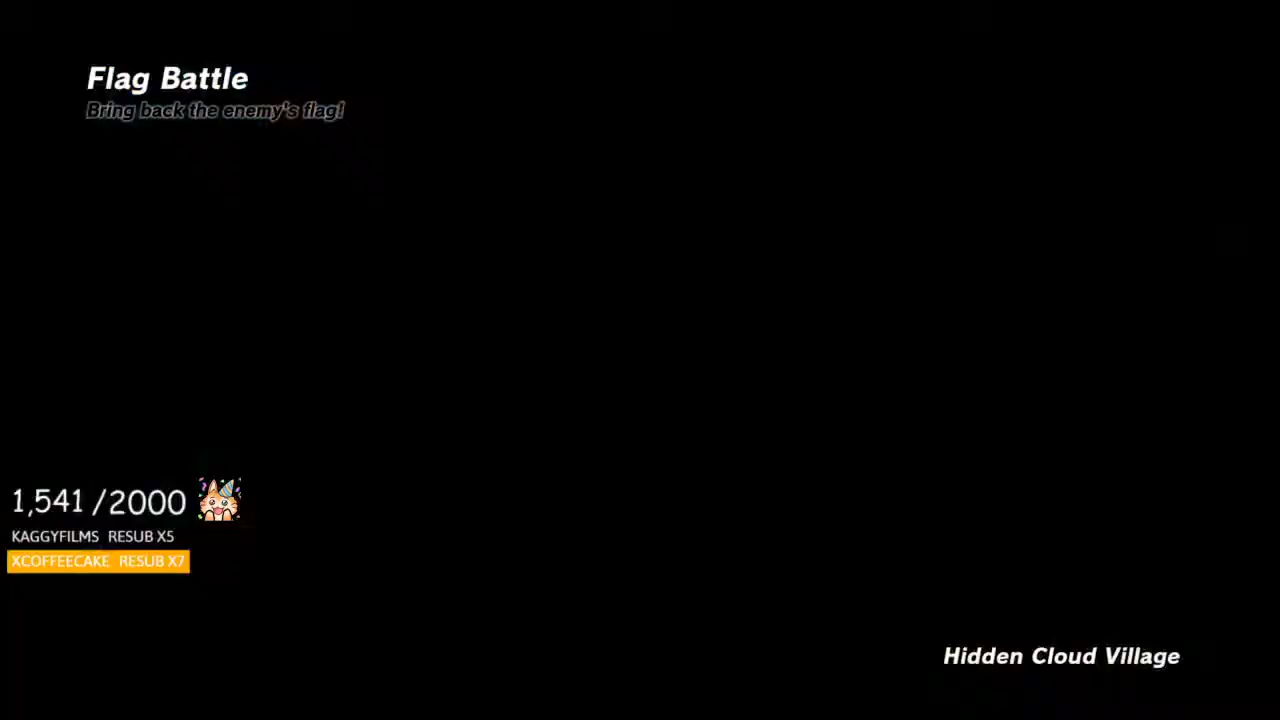 Flag Battle
Bring back the enemy's flag!
1,541 /2000
KAGGYFILMS RESUB X5
XCOFFEECAKE RESUB X7
Hidden Cloud Village